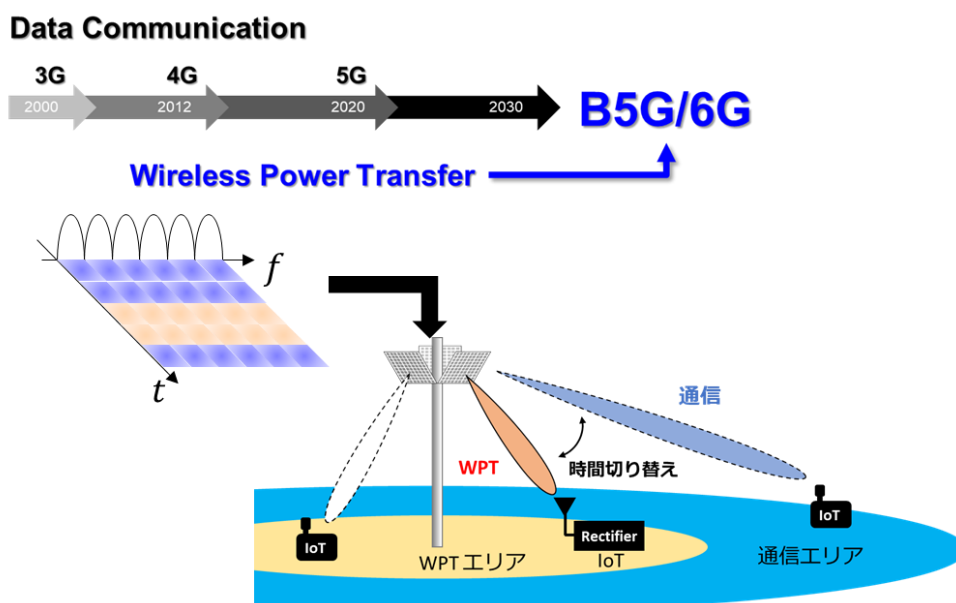 Data Communication
3G 4G 5G
2000 2012 2020 2030
B5G/6G
Wireless Power Transfer
f
t
通信
WPT
時間切り替え
IoT
IoT
Rectifier
IoT
WPTエリア
通信エリア